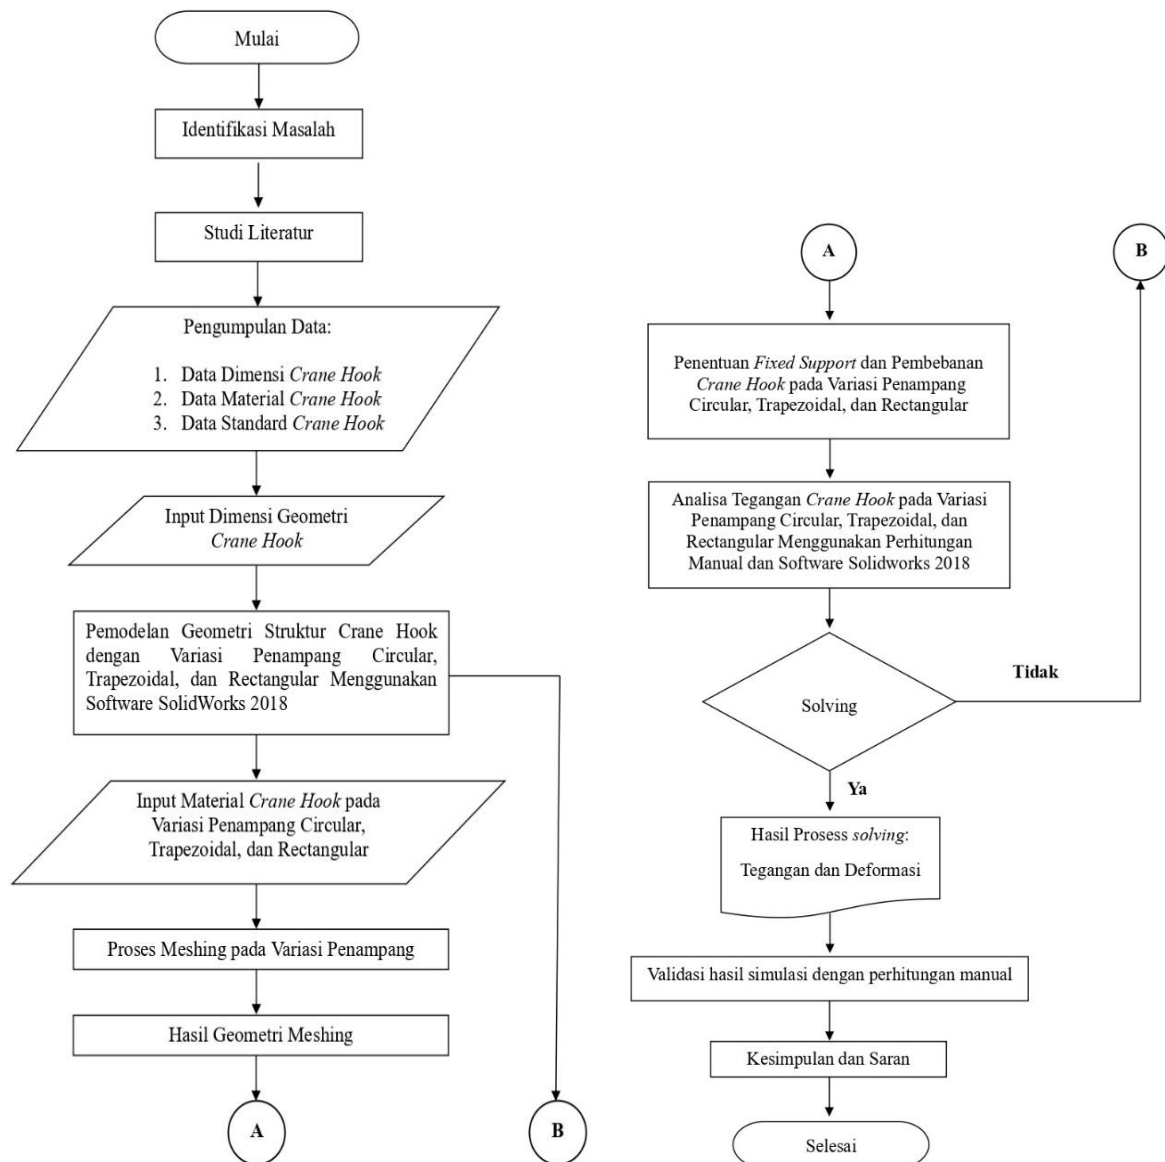 Mulai
Identifikasi Masalah
Studi Literatur
Pengumpulan Data:
1. Data Dimensi Crane Hook
2. Data Material Crane Hook
3. Data Standard Crane Hook
Input Dimensi Geometri
Crane Hook
Pemodelan Geometri Struktur Crane Hook
dengan Variasi Penampang Circular,
Trapezoidal, dan Rectangular Menggunakan
Software SolidWorks 2018
Input Material Crane Hook pada
Variasi Penampang Circular,
Trapezoidal, dan Rectangular
Proses Meshing pada Variasi Penampang
Hasil Geometri Meshing
A
B
A
B
Penentuan Fixed Support dan Pembebanan
Crane Hook pada Variasi Penampang
Circular, Trapezoidal, dan Rectangular
Analisa Tegangan Crane Hook pada Variasi
Penampang Circular, Trapezoidal, dan
Rectangular Menggunakan Perhitungan
Manual dan Software Solidworks 2018
Solving
Tidak
Ya
Hasil Prosess solving:
Tegangan dan Deformasi
Validasi hasil simulasi dengan perhitungan manual
Kesimpulan dan Saran
Selesai